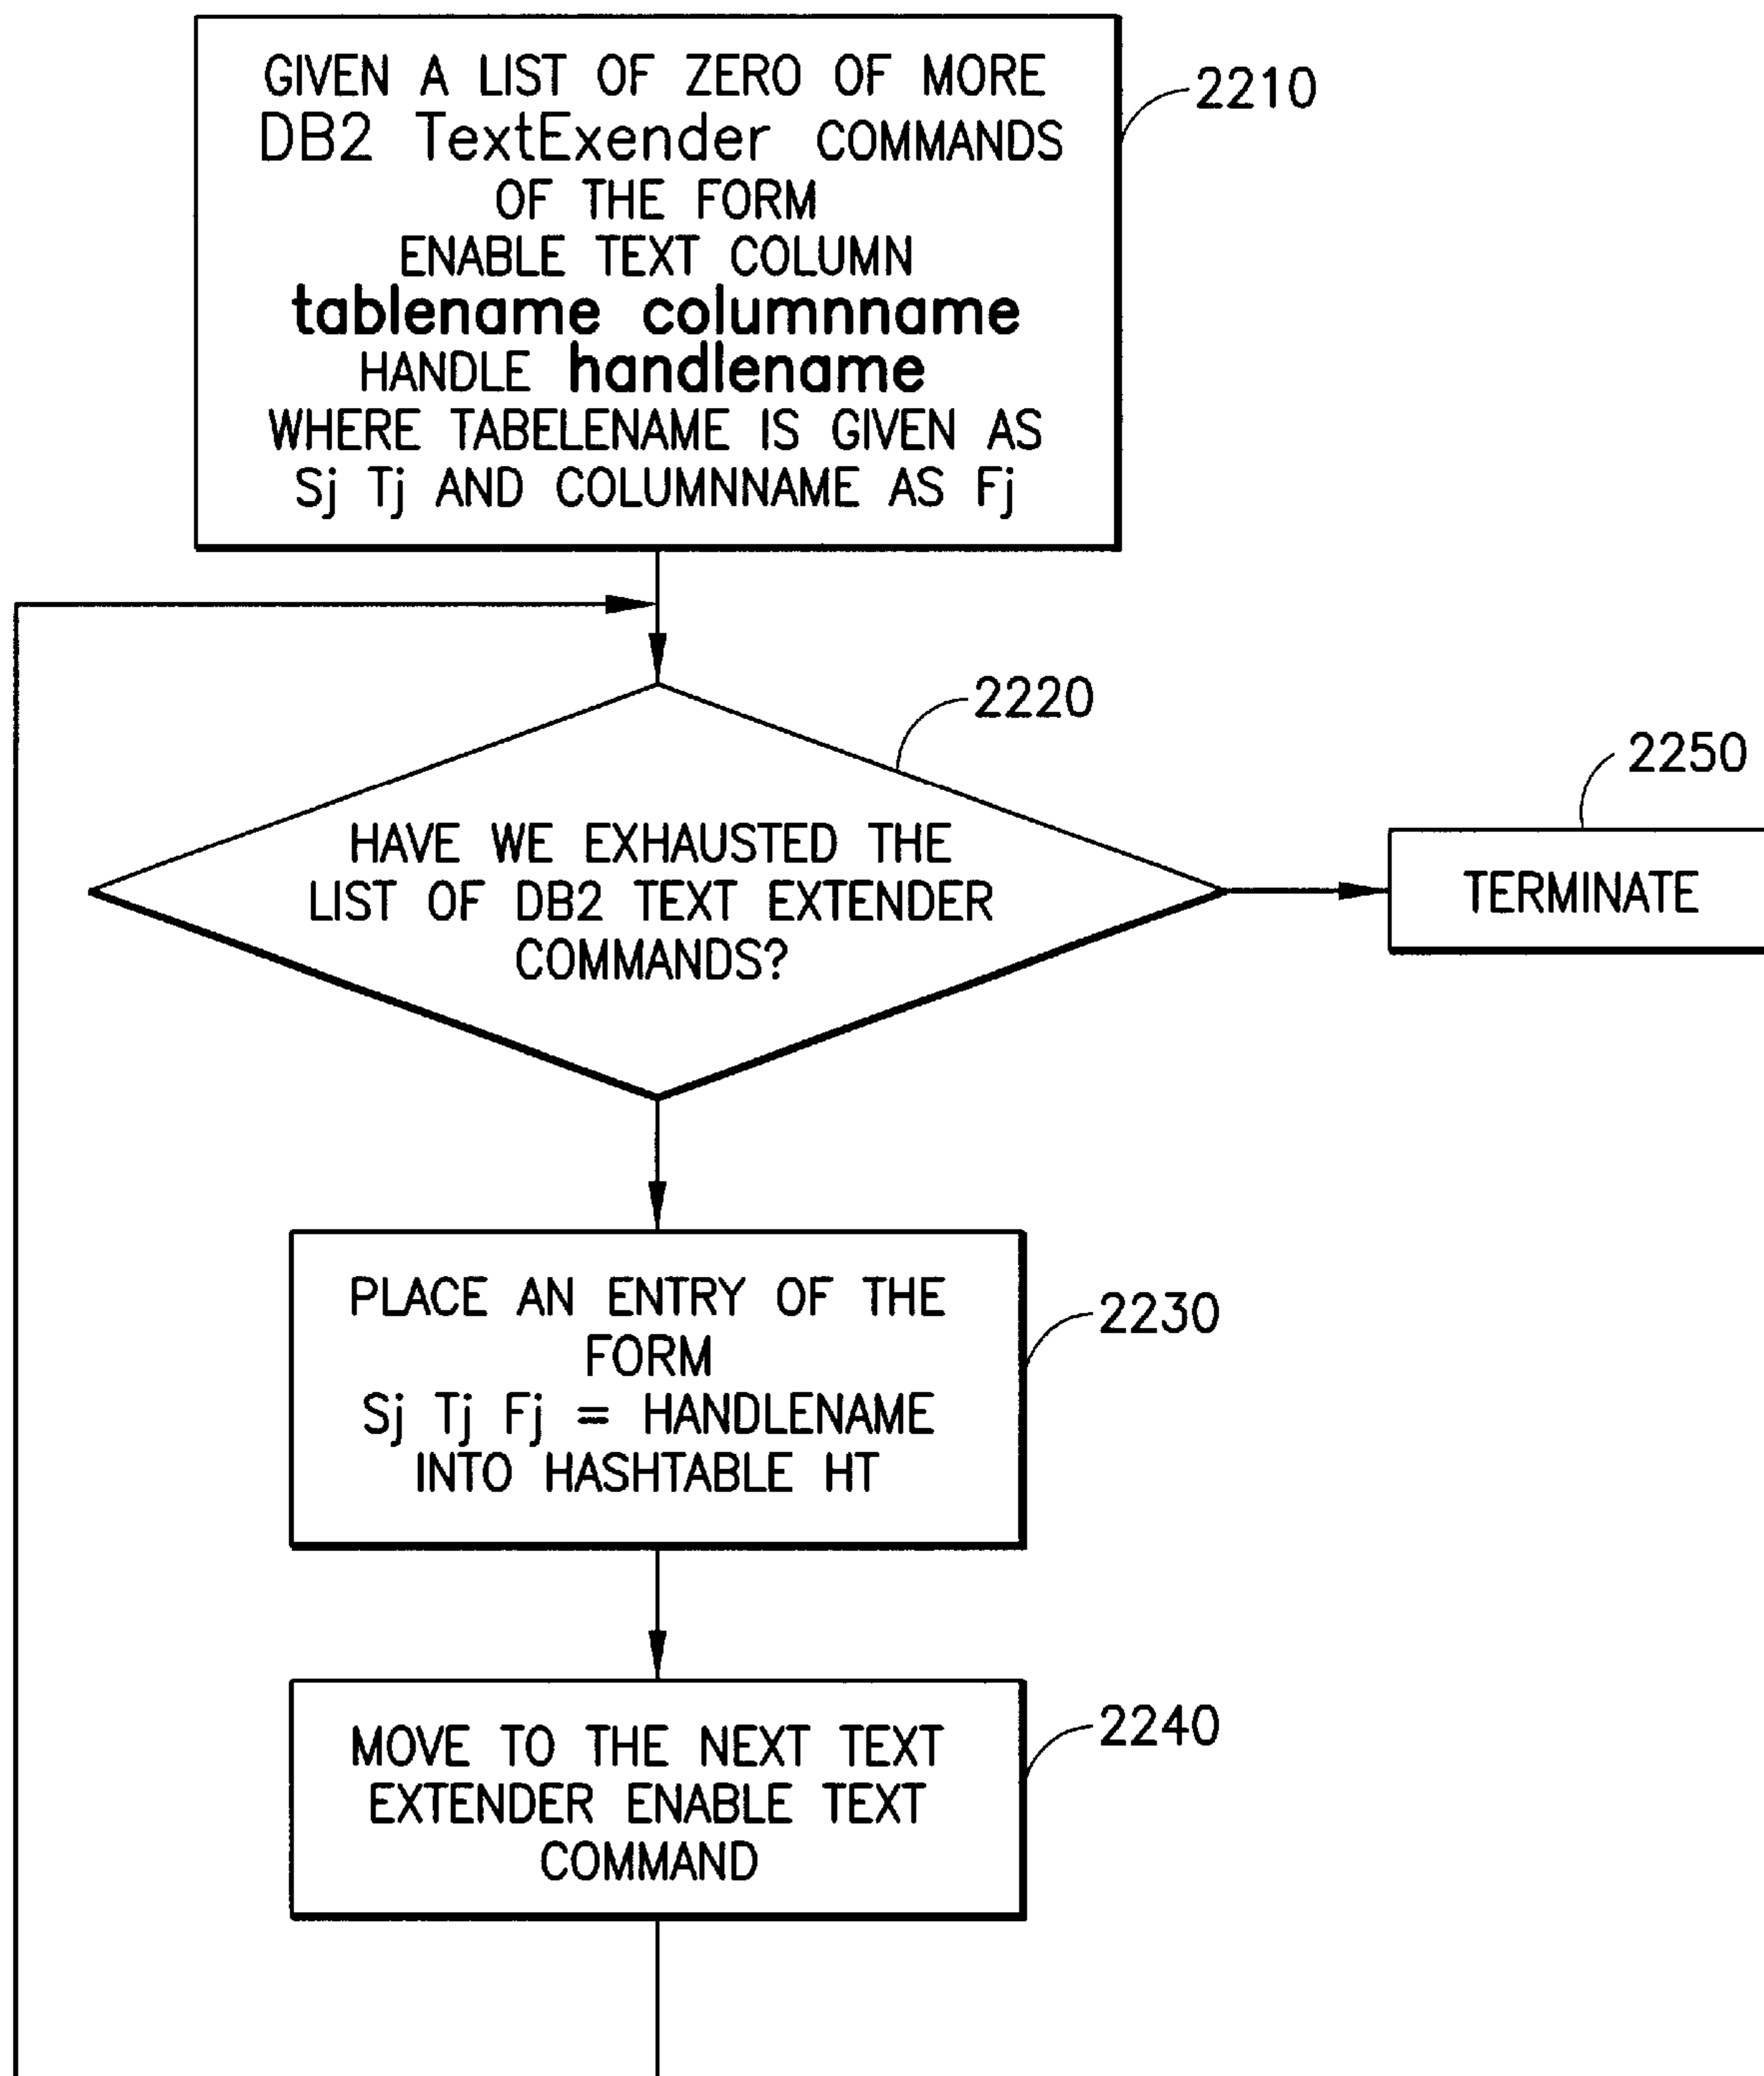 GIVEN A LIST OF ZERO OF MORE
DB2 TextExender COMMANDS
OF THE FORM
ENABLE TEXT COLUMN
tablename columnname
HANDLE handlename
WHERE TABELENAME IS GIVEN AS
Sj Tj AND COLUMNNAME AS Fj
2210
2220
HAVE WE EXHAUSTED THE
LIST OF DB2 TEXT EXTENDER
COMMANDS?
2250
TERMINATE
PLACE AN ENTRY OF THE
FORM
Sj Tj Fj = HANDLENAME
INTO HASHTABLE HT
2230
MOVE TO THE NEXT TEXT
EXTENDER ENABLE TEXT
COMMAND
2240